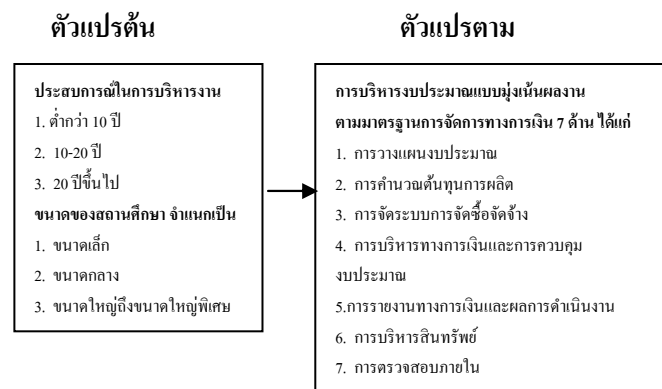 ตัวแปรต้น
ประสบการณ์ในการบริหารงาน
1. ต่ำกว่า 10 ปี
2. 10-20 ปี
3. 20 ปีขึ้นไป
ขนาดของสถานศึกษา จำแนกเป็น
1. ขนาดเล็ก
2. ขนาดกลาง
3. ขนาดใหญ่ถึงขนาดใหญ่พิเศษ
ตัวแปรตาม
การบริหารงบประมาณแบบมุ่งเน้นผลงาน
ตามมาตรฐานการจัดการทางการเงิน 7 ด้าน ได้แก่
1. การวางแผนงบประมาณ
2. การคำนวณต้นทุนการผลิต
3. การจัดระบบการจัดซื้อจัดจ้าง
4. การบริหารทางการเงินและการควบคุม
งบประมาณ
5.การรายงานทางการเงินและผลการดำเนินงาน
6. การบริหารสินทรัพย์
7. การตรวจสอบภายใน